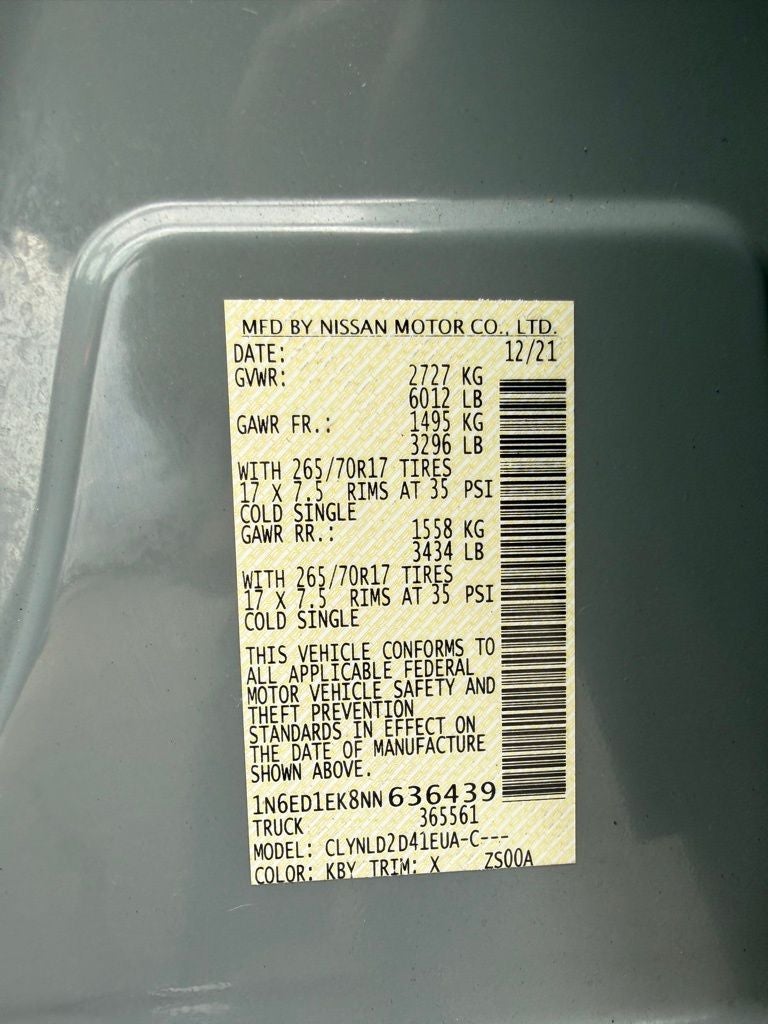 MFD BY NISSAN MOTOR CO., LTD.
DATE: 12/21
GVWR: 2727 KG
6012 LB
GAWR FR.: 1495 KG
3296 LB
WITH 265/70R17 TIRES
17 X 7.5 RIMS AT 35 PSI
COLD SINGLE
GAWR RR.: 1558 KG
3434 LB
WITH 265/70R17 TIRES
17 X 7.5 RIMS AT 35 PSI
COLD SINGLE
THIS VEHICLE CONFORMS TO
ALL APPLICABLE FEDERAL
MOTOR VEHICLE SAFETY AND
THEFT PREVENTION
STANDARDS IN EFFECT ON
THE DATE OF MANUFACTURE
SHOWN ABOVE.
1N6ED1EK8NN636439
TRUCK 365561
MODEL: CLYNLD2D41EUA-C---
COLOR: KBY TRIM: X ZS00A